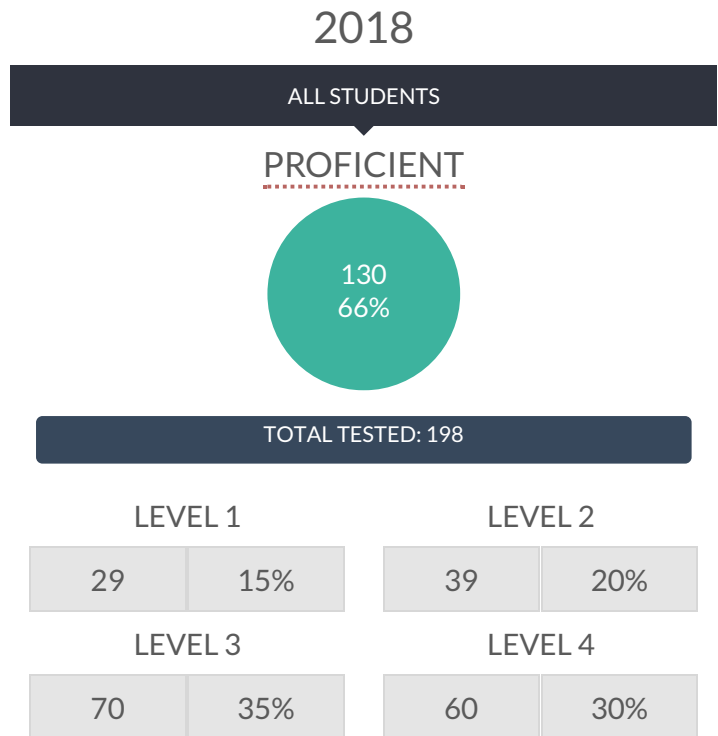 2018
ALL STUDENTS
PROFICIENT
130
66%
TOTAL TESTED: 198
LEVEL 1 LEVEL 2
29 15% 39 20%
LEVEL 3 LEVEL 4
70 35% 60 30%